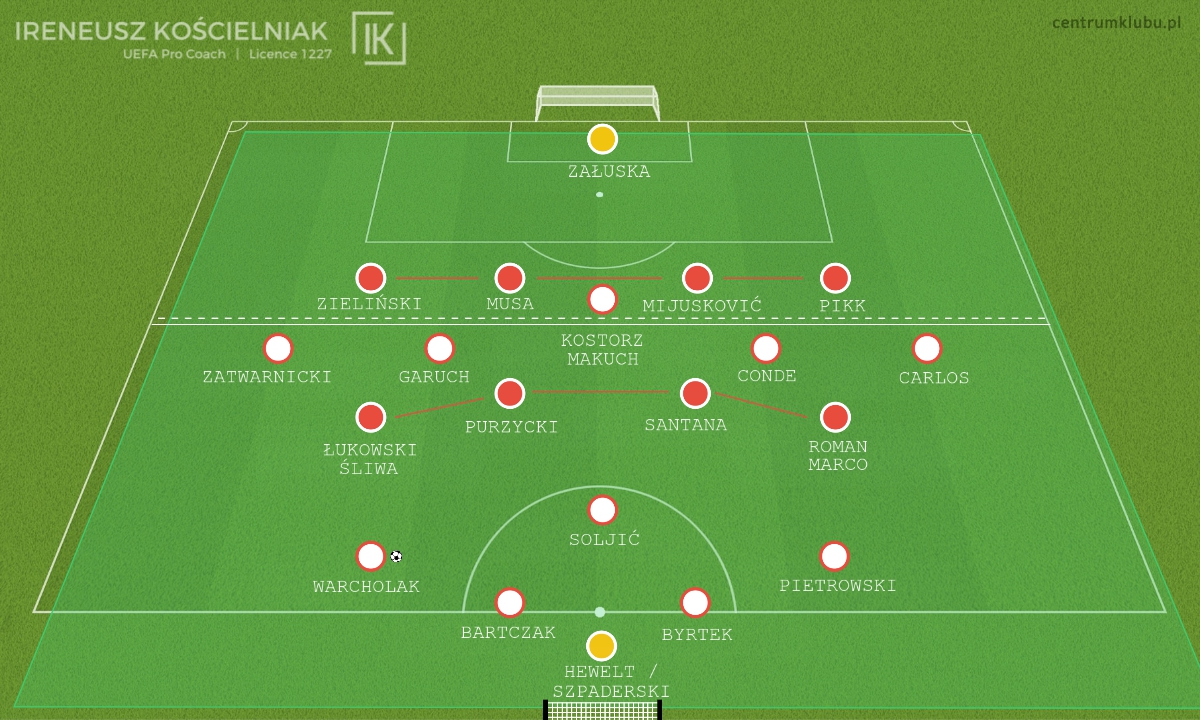 IRENEUSZ KOŚCIELNIAK
UEFA Pro Coach | Licence 1227
IK
centrumklubu.pl
ZAŁUSKA
ZIELIŃSKI
MUSA
MIJUSKOVIĆ
PIKK
KOSTORZ
MAKUCH
ZATWARNICKI
GARUCH
CONDE
CARLOS
PURZYCKI
SANTANA
ŁUKOWSKI
ŚLIWA
ROMAN
MARCO
SOLJIĆ
WARCHOLAK
PIETROWSKI
BARTCZAK
BYRTEK
HEWELT /
SZPADERSKI